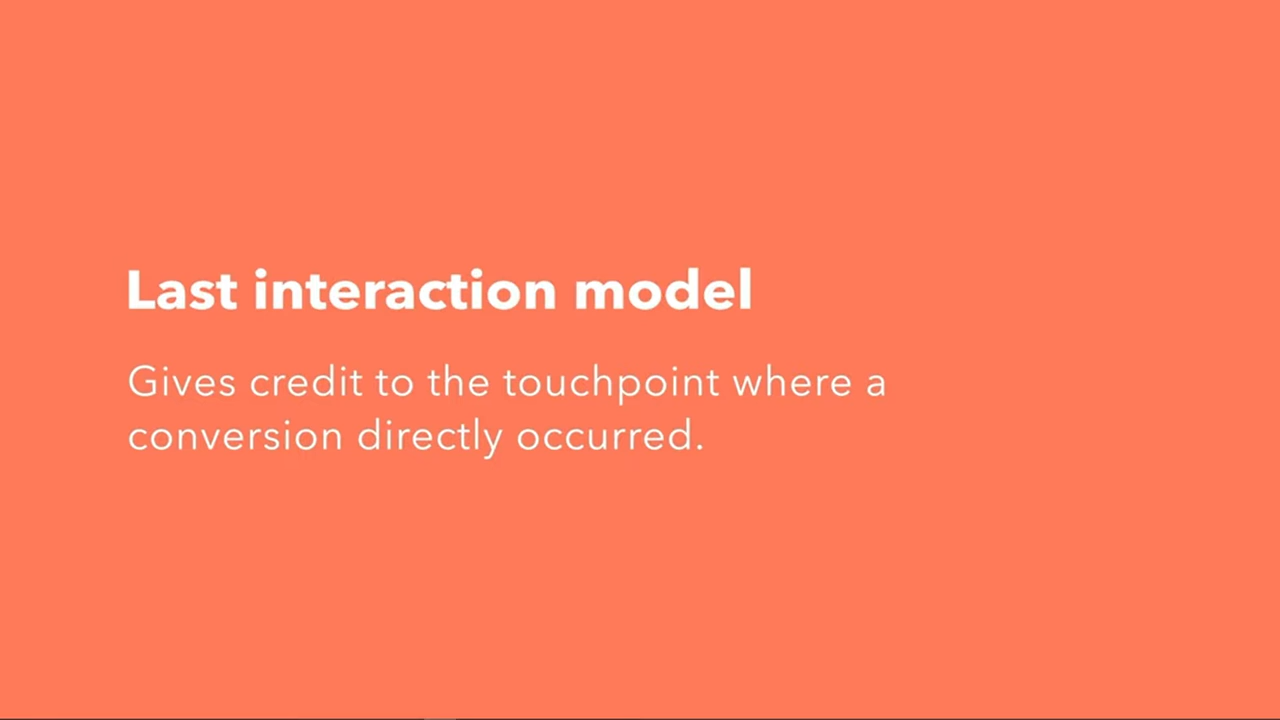 Last interaction model
Gives credit to the touchpoint where a
conversion directly occurred.